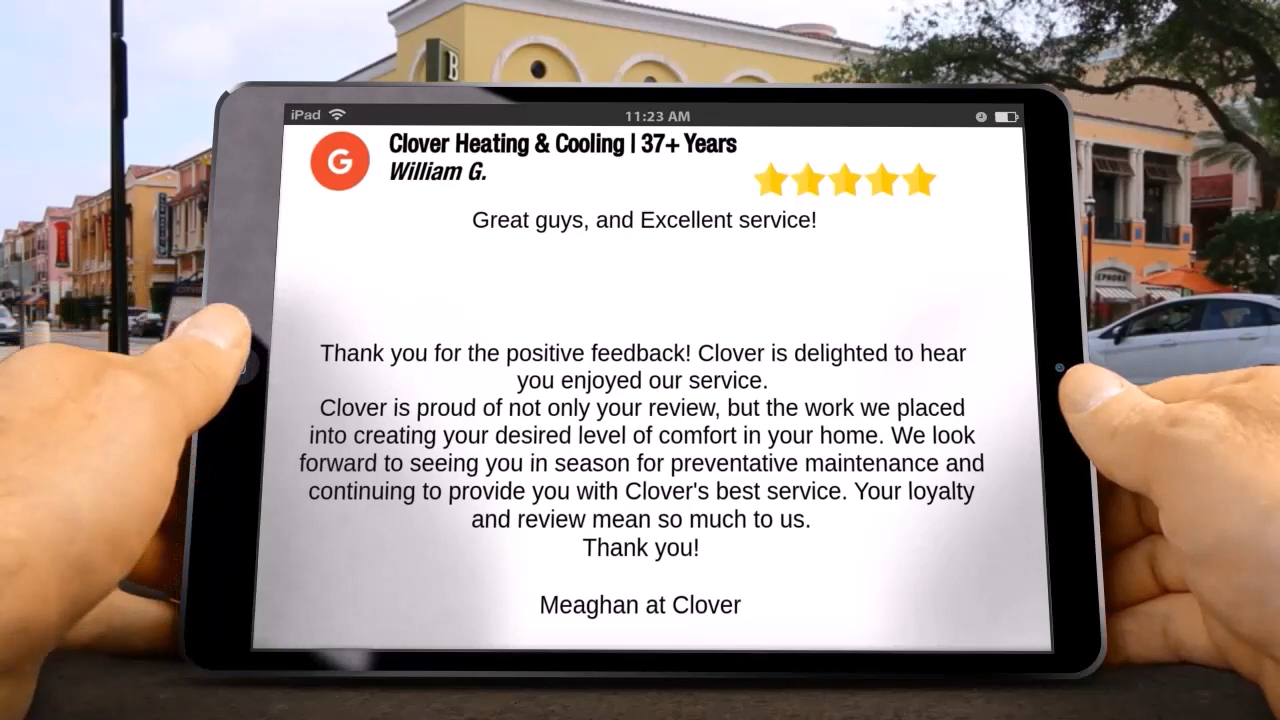 B
iPad
11:23 AM
G
Clover Heating & Cooling | 37+ Years
William G.
Great guys, and Excellent service!
Thank you for the positive feedback! Clover is delighted to hear
you enjoyed our service.
Clover is proud of not only your review, but the work we placed
into creating your desired level of comfort in your home. We look
forward to seeing you in season for preventative maintenance and
continuing to provide you with Clover's best service. Your loyalty
and review mean so much to us.
Thank you!
Meaghan at Clover